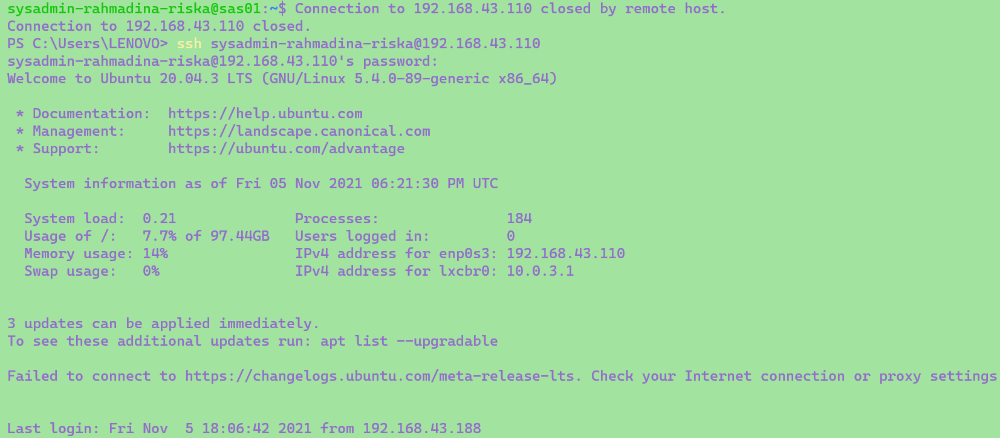 sysadmin-rahmadina-riska@sas01:~$ Connection to 192.168.43.110 closed by remote host.
Connection to 192.168.43.110 closed.
PS C:\Users\LENOVO> ssh sysadmin-rahmadina-riska@192.168.43.110
sysadmin-rahmadina-riska@192.168.43.110's password:
Welcome to Ubuntu 20.04.3 LTS (GNU/Linux 5.4.0-89-generic x86_64)

 * Documentation:  https://help.ubuntu.com
 * Management:     https://landscape.canonical.com
 * Support:        https://ubuntu.com/advantage

  System information as of Fri 05 Nov 2021 06:21:30 PM UTC

  System load:  0.21              Processes:               184
  Usage of /:   7.7% of 97.44GB   Users logged in:         0
  Memory usage: 14%               IPv4 address for enp0s3: 192.168.43.110
  Swap usage:   0%                IPv4 address for lxcbr0: 10.0.3.1

3 updates can be applied immediately.
To see these additional updates run: apt list --upgradable

Failed to connect to https://changelogs.ubuntu.com/meta-release-lts. Check your Internet connection or proxy settings

Last login: Fri Nov  5 18:06:42 2021 from 192.168.43.188